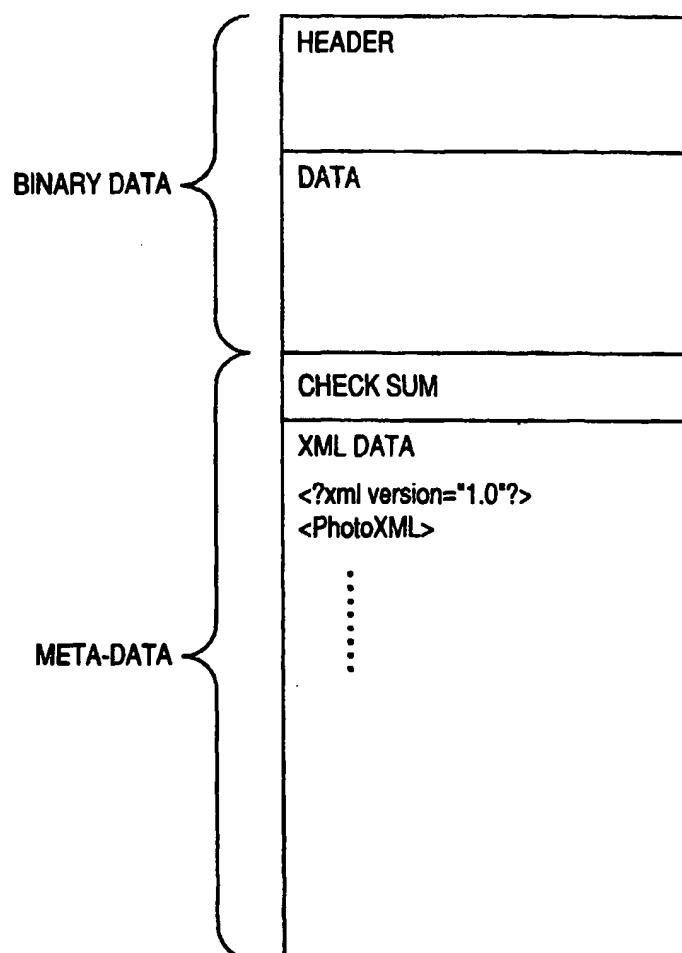 HEADER
BINARY DATA
DATA
CHECK SUM
XML DATA
<?xml version="1.0"?>
<PhotoXML>
META-DATA